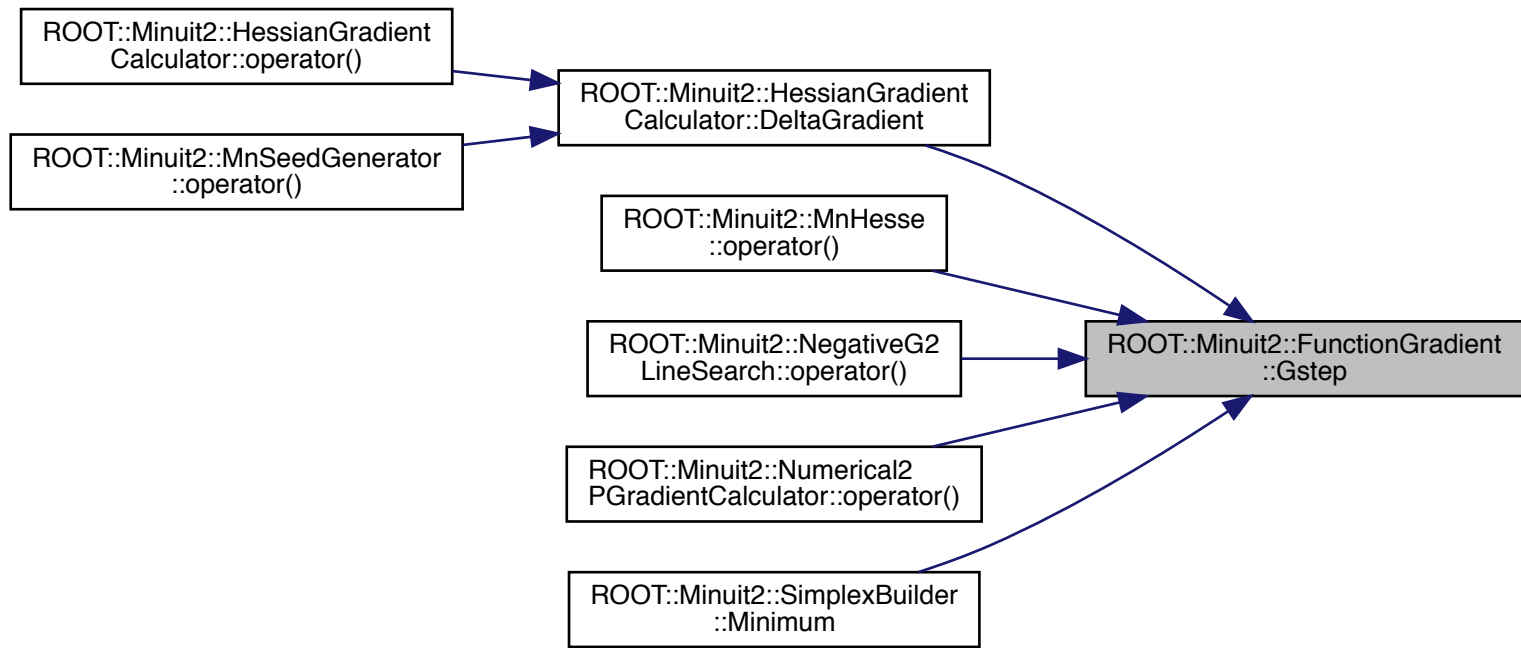 ROOT::Minuit2::HessianGradient
Calculator::operator()
ROOT::Minuit2::MnSeedGenerator
::operator()
ROOT::Minuit2::HessianGradient
Calculator::DeltaGradient
ROOT::Minuit2::MnHesse
::operator()
ROOT::Minuit2::NegativeG2
LineSearch::operator()
ROOT::Minuit2::Numerical2
PGradientCalculator::operator()
ROOT::Minuit2::SimplexBuilder
::Minimum
ROOT::Minuit2::FunctionGradient
::Gstep